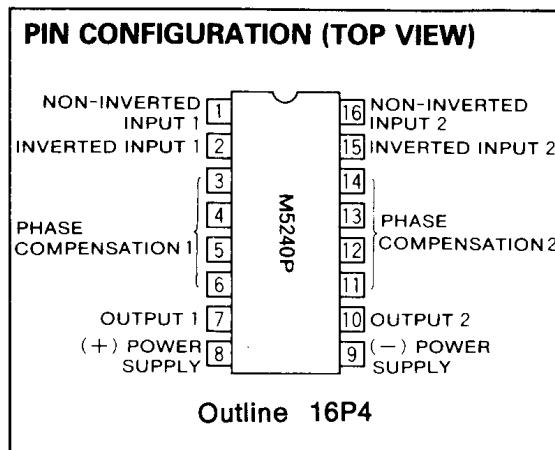 PIN CONFIGURATION (TOP VIEW)
NON-INVERTED
INPUT 1
1
16
NON-INVERTED
INPUT 2
INVERTED INPUT 1
2
15
INVERTED INPUT 2
3
14
4
13
PHASE
COMPENSATION 1
5
12
PHASE
COMPENSATION 2
6
11
M5240P
OUTPUT 1
7
10
OUTPUT 2
(+) POWER
SUPPLY
8
9
(-) POWER
SUPPLY
Outline 16P4